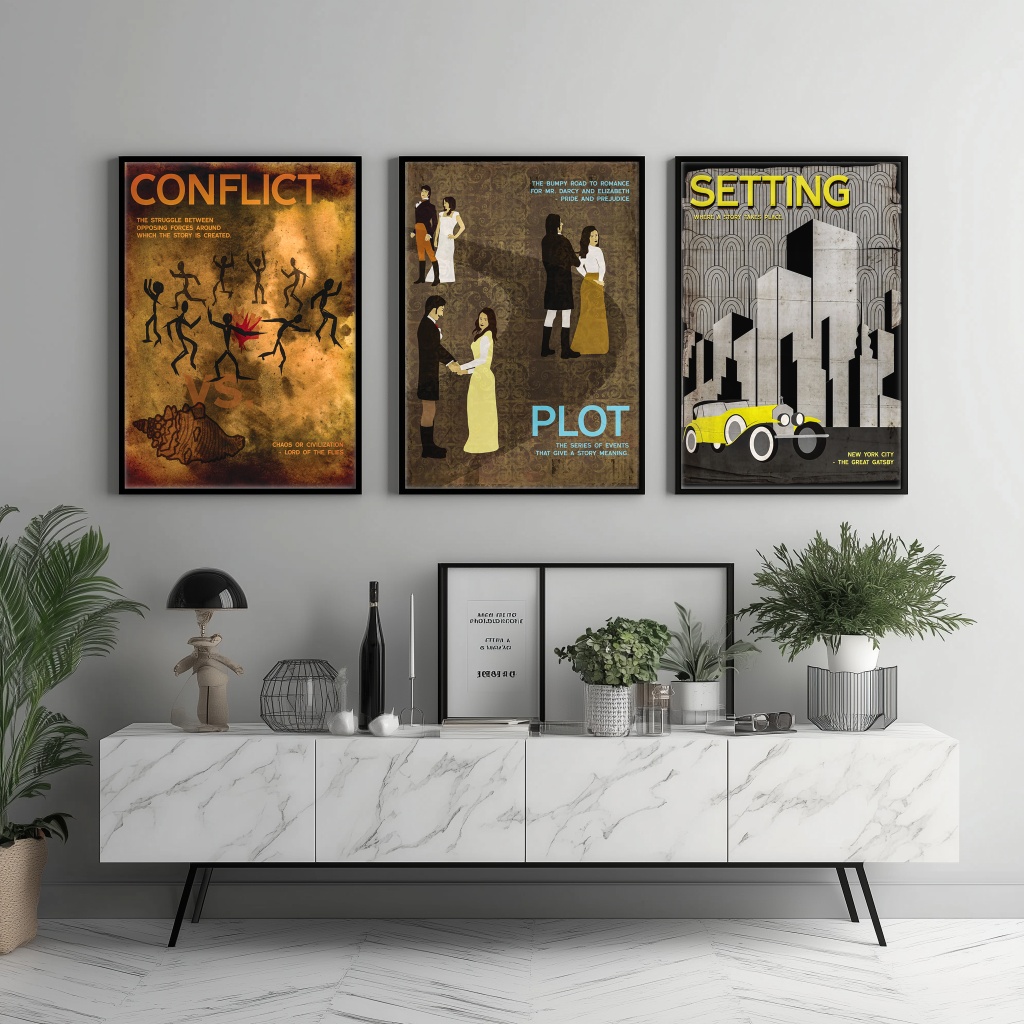 CONFLICT
THE STRUGGLE BETWEEN
OPPOSING FORCES AROUND
WHICH THE STORY IS CREATED.
VS.
CHAOS OR CIVILIZATION
- LORD OF THE FLIES
THE BUMPY ROAD TO ROMANCE
FOR MR. DARCY AND ELIZABETH
- PRIDE AND PREJUDICE
PLOT
THE SERIES OF EVENTS
THAT GIVE A STORY MEANING.
SETTING
WHERE A STORY TAKES PLACE.
NEW YORK CITY
- THE GREAT GATSBY